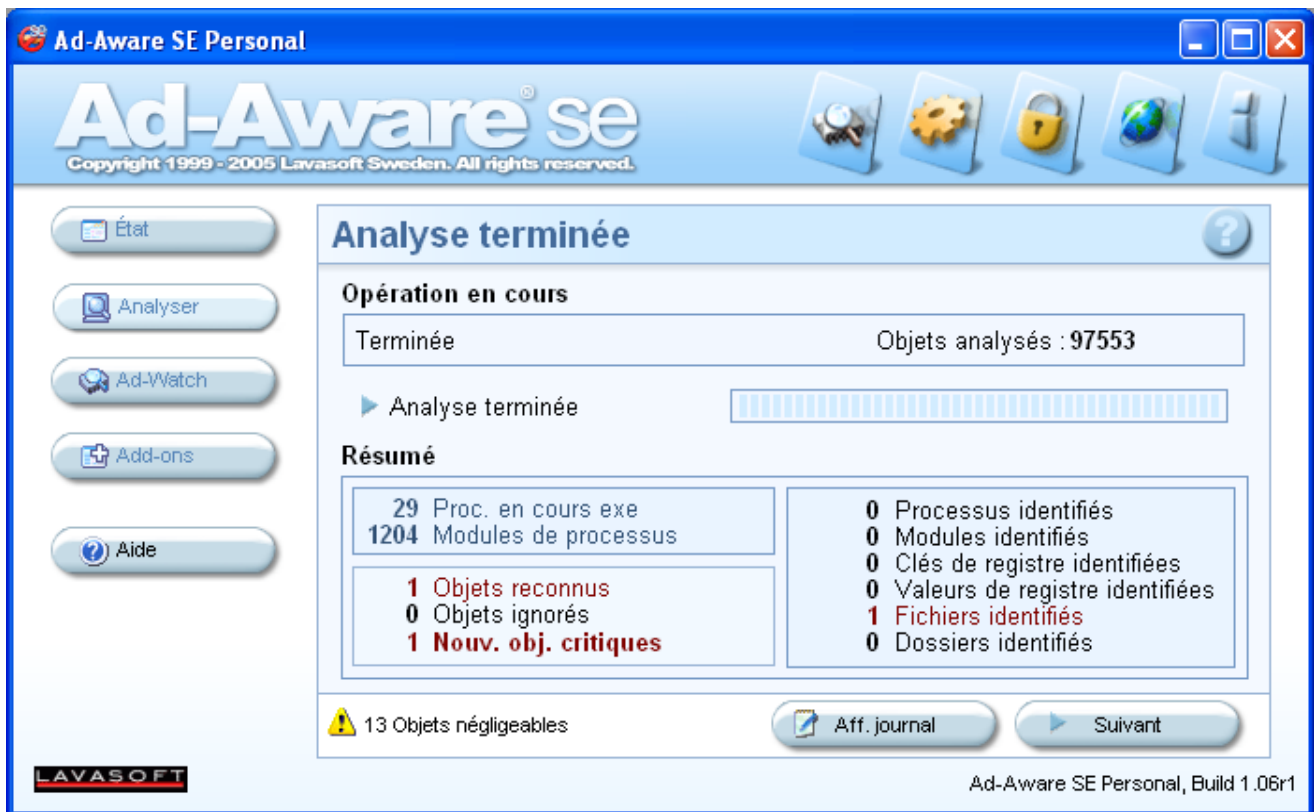 Ad-Aware SE Personal
Ad-Aware® se
Copyright 1999 - 2005 Lavasoft Sweden. All rights reserved.
État
Analyser
Ad-Watch
Add-ons
Aide
Analyse terminée
Opération en cours
Terminée Objets analysés : 97553
Analyse terminée
Résumé
29 Proc. en cours exe
1204 Modules de processus
1 Objets reconnus
0 Objets ignorés
1 Nouv. obj. critiques
0 Processus identifiés
0 Modules identifiés
0 Clés de registre identifiées
0 Valeurs de registre identifiées
1 Fichiers identifiés
0 Dossiers identifiés
13 Objets négligeables
Aff. journal
Suivant
LAVASOFT
Ad-Aware SE Personal, Build 1.06r1